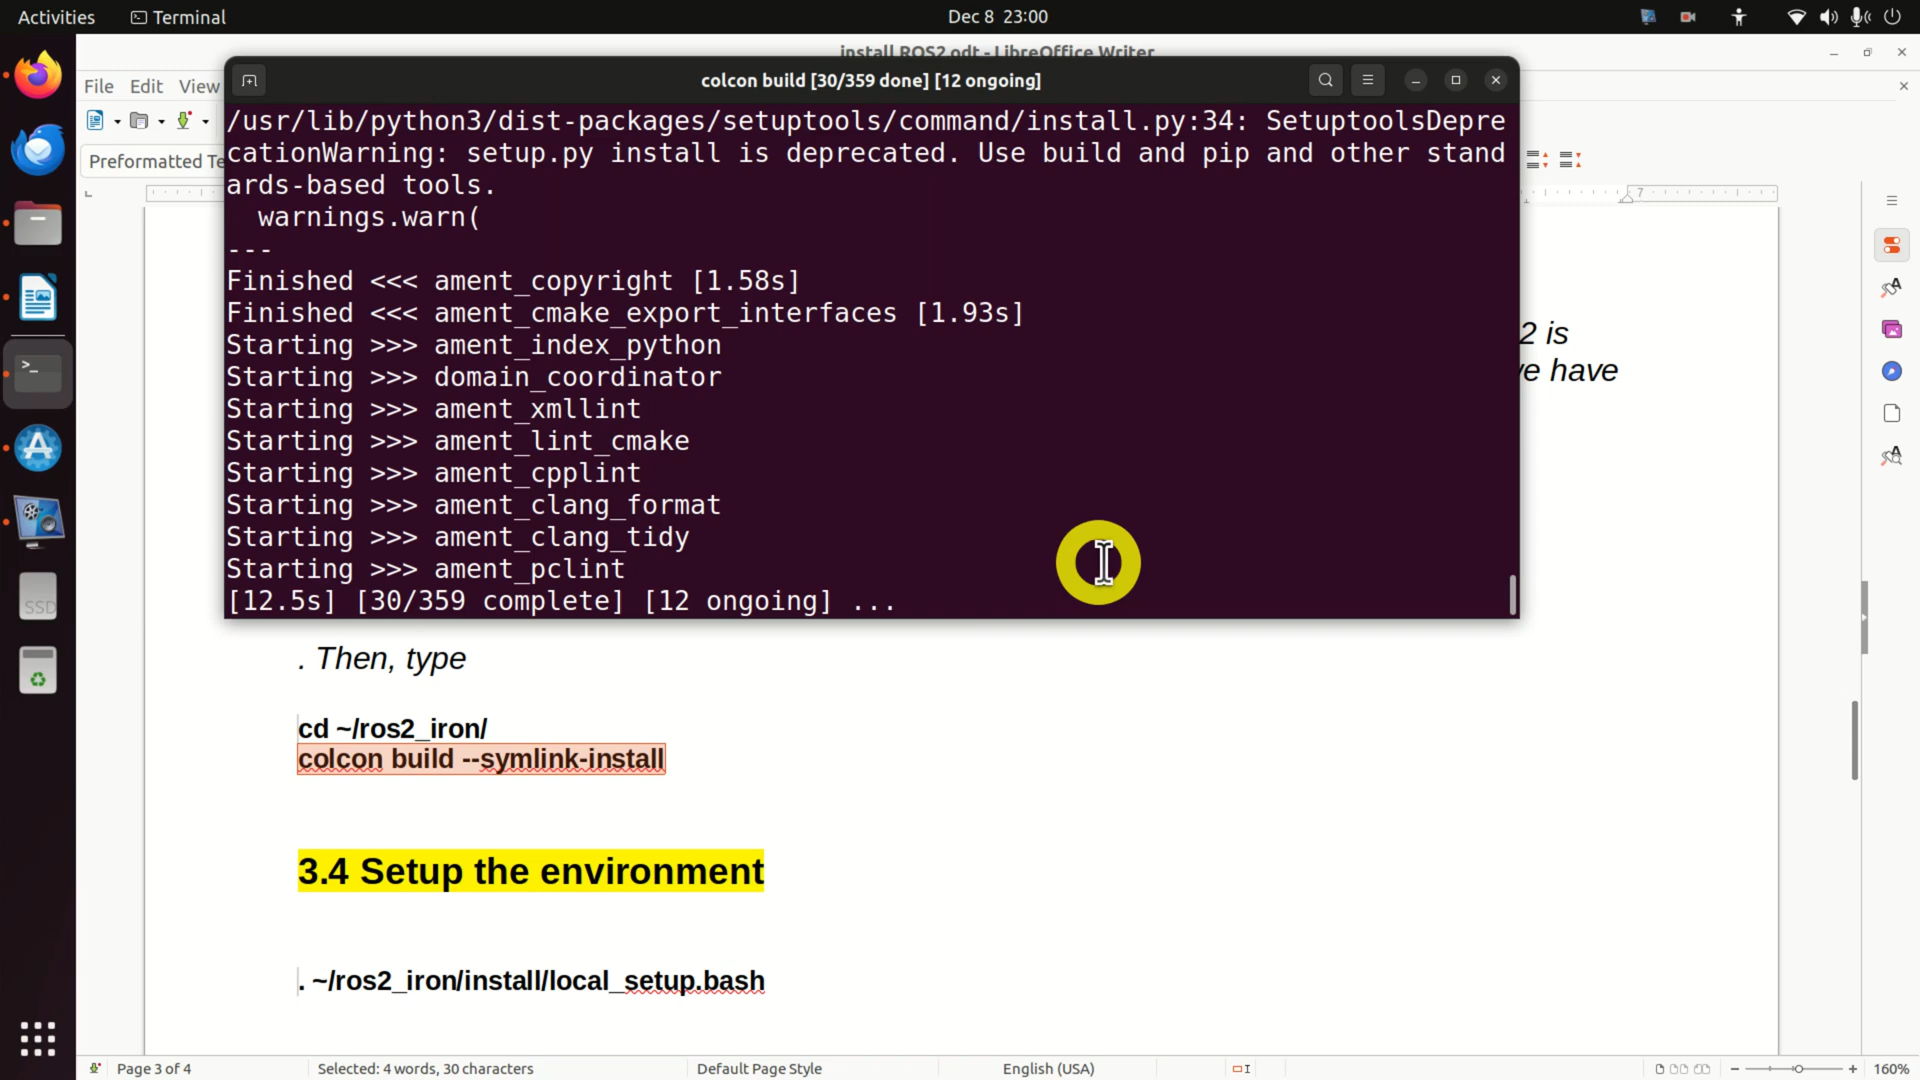 Activities
Terminal
Dec 8 23:00
install ROS2.odt - LibreOffice Writer
File Edit View
colcon build [30/359 done] [12 ongoing]
Preformatted Te
/usr/lib/python3/dist-packages/setuptools/command/install.py:34: SetuptoolsDepre
cationWarning: setup.py install is deprecated. Use build and pip and other stand
ards-based tools.
warnings.warn(
---
Finished <<< ament_copyright [1.58s]
Finished <<< ament_cmake_export_interfaces [1.93s]
Starting >>> ament_index_python
Starting >>> domain_coordinator
Starting >>> ament_xmllint
Starting >>> ament_lint_cmake
Starting >>> ament_cpplint
Starting >>> ament_clang_format
Starting >>> ament_clang_tidy
Starting >>> ament_pclint
[12.5s] [30/359 complete] [12 ongoing] ...
7
2 is
ve have
SSD
. Then, type
cd ~/ros2_iron/
colcon build --symlink-install
3.4 Setup the environment
. ~/ros2_iron/install/local_setup.bash
Page 3 of 4
Selected: 4 words, 30 characters
Default Page Style
English (USA)
160%